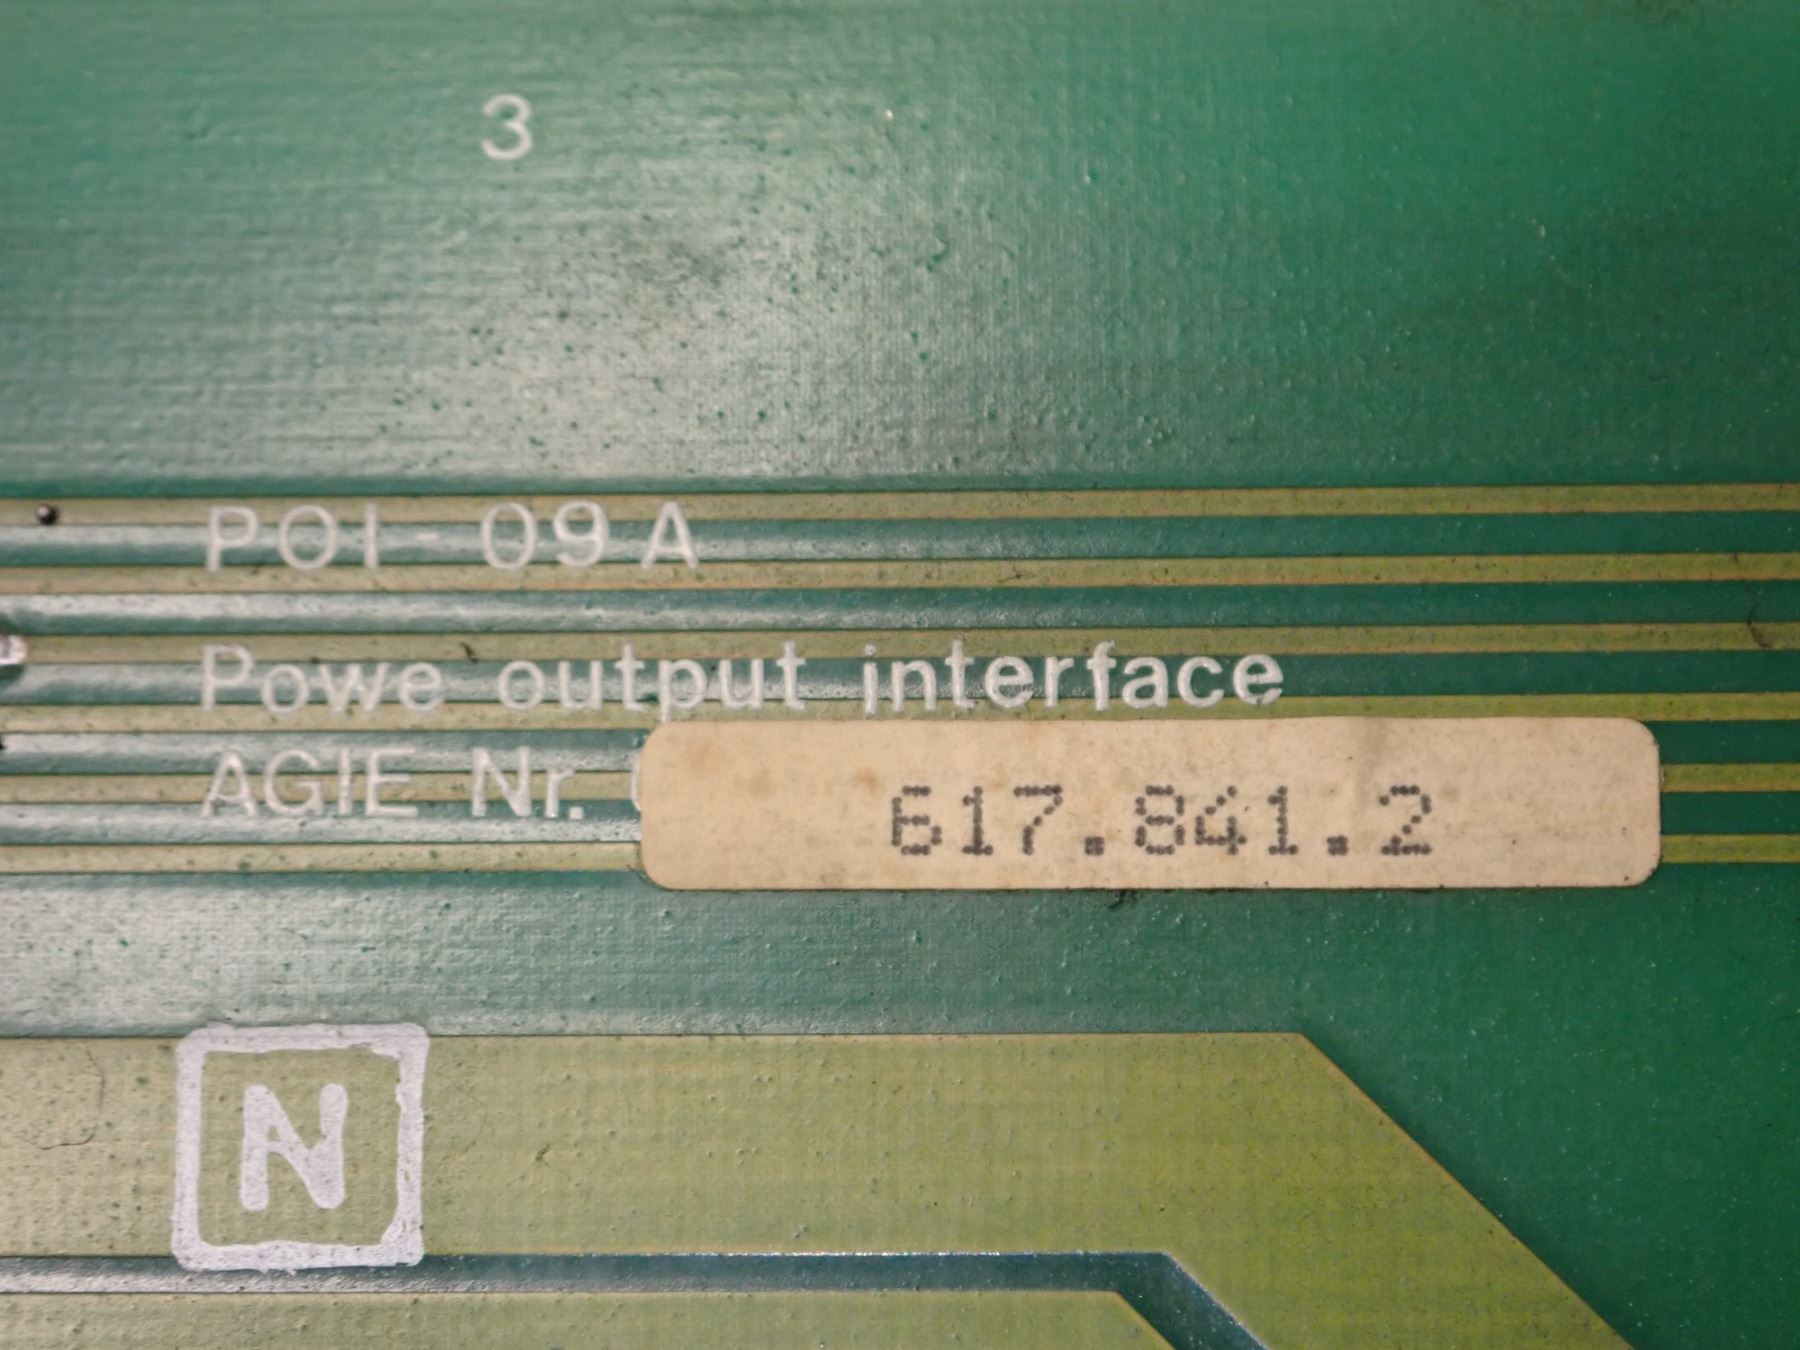 3
POI-09A
Powe output interface
AGIE Nr. 617.841.2
N